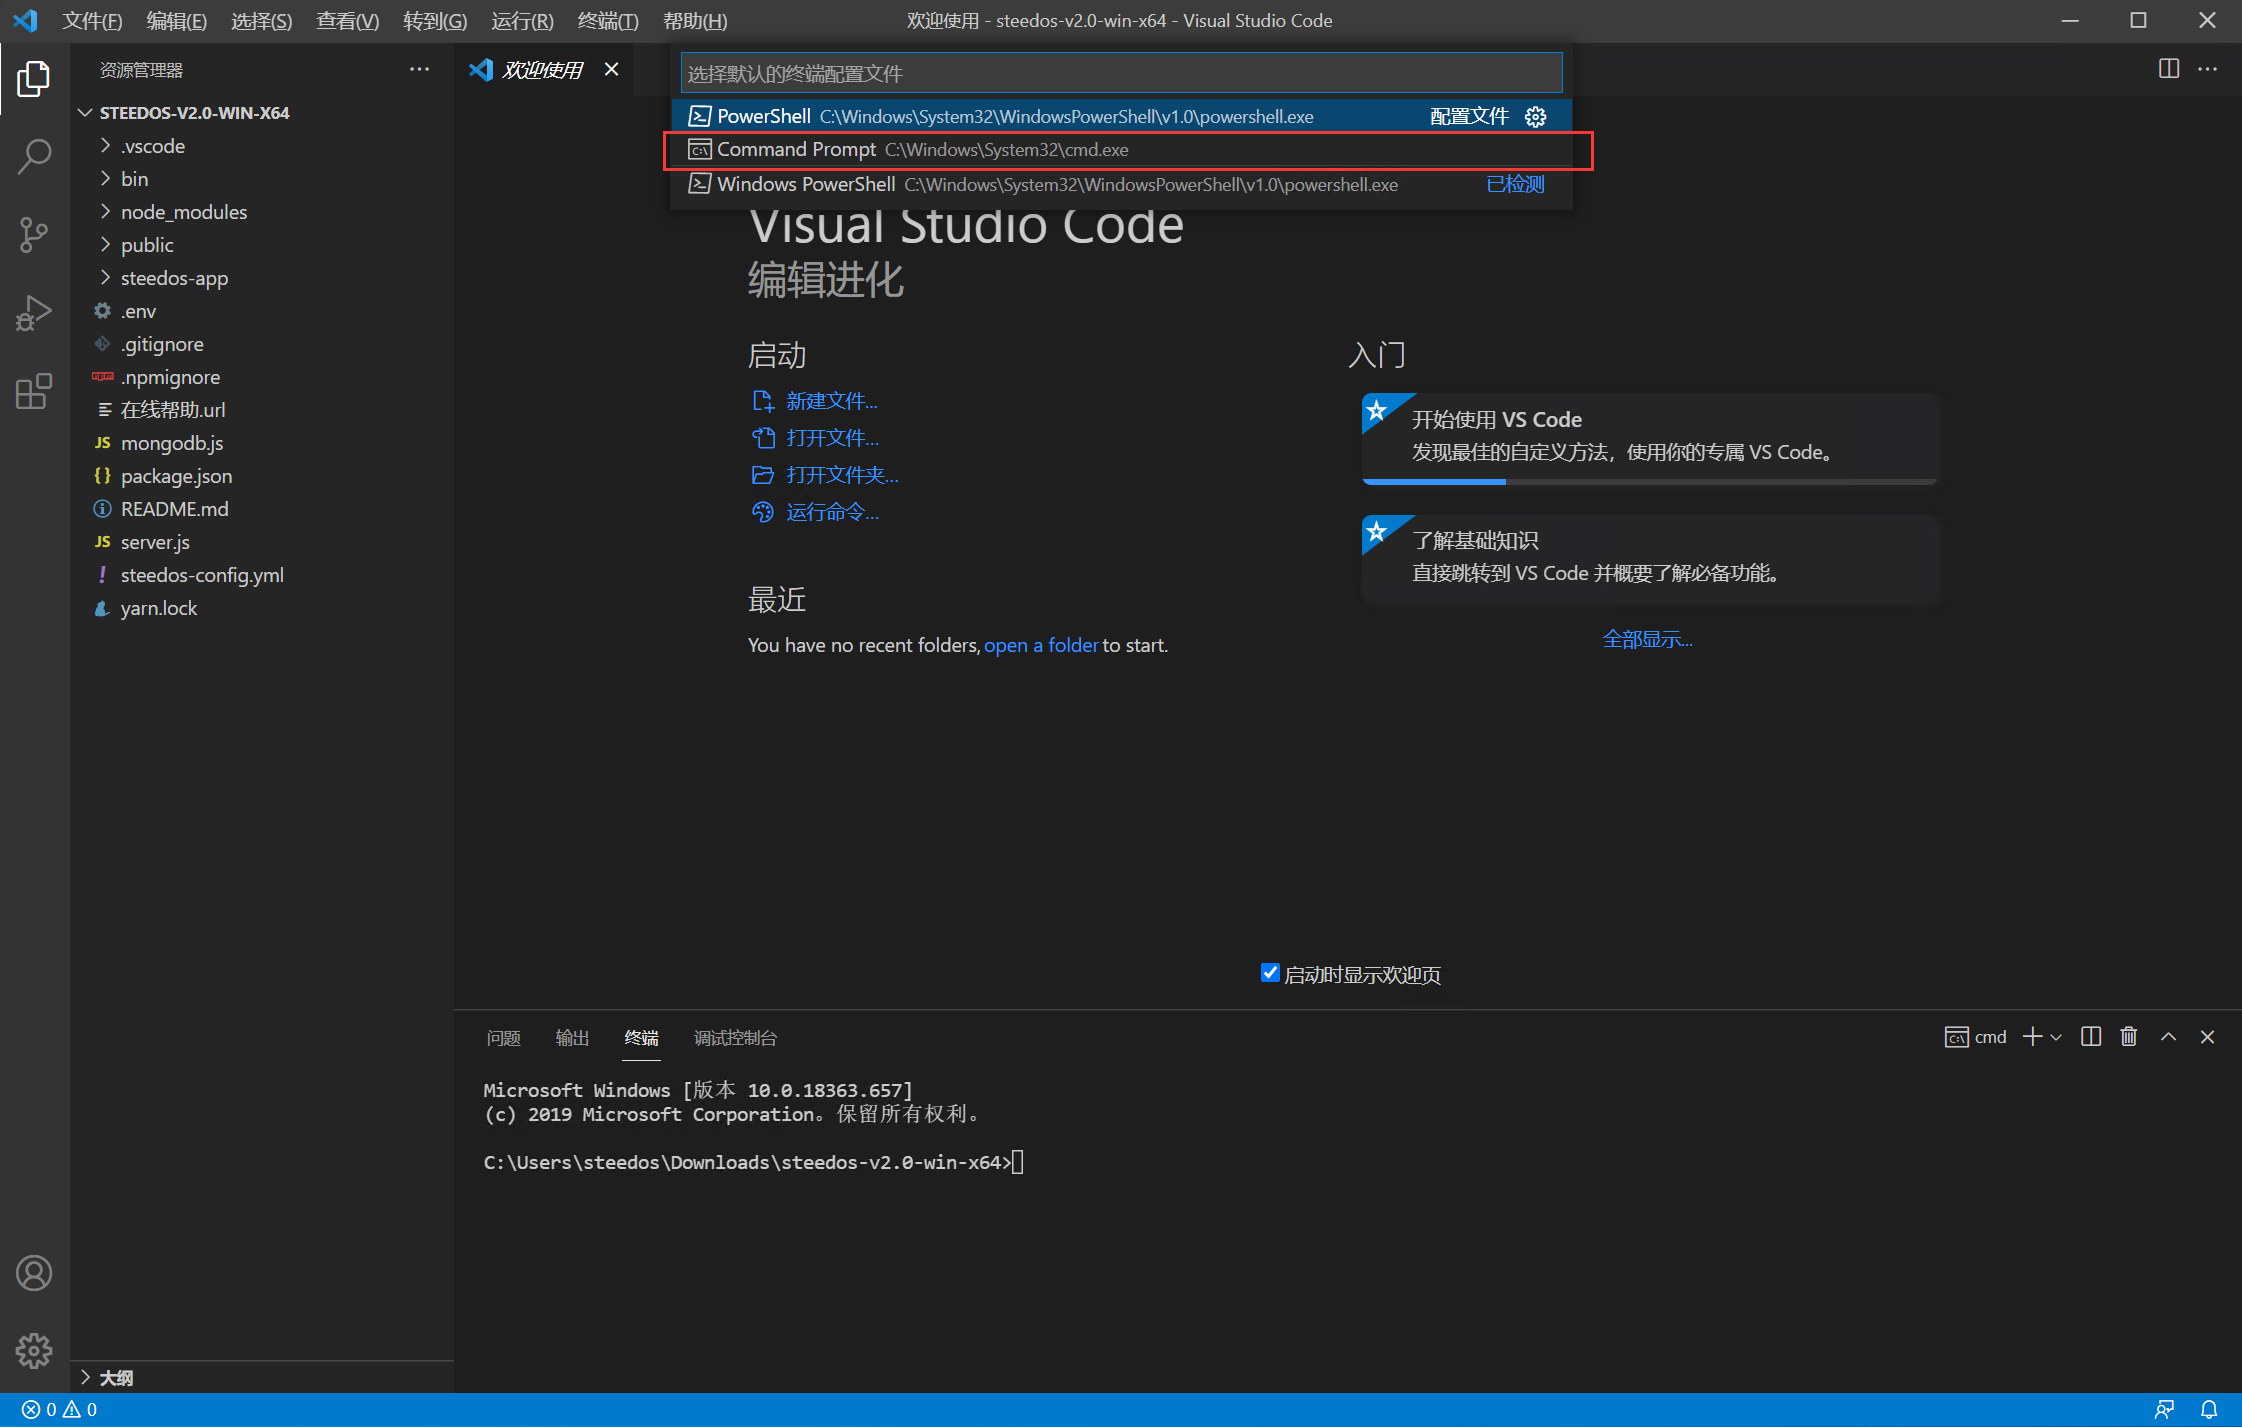 文件(F) 编辑(E) 选择(S) 查看(V) 转到(G) 运行(R) 终端(T) 帮助(H) 欢迎使用 - steedos-v2.0-win-x64 - Visual Studio Code
资源管理器
STEEDOS-V2.0-WIN-X64
.vscode
bin
node_modules
public
steedos-app
.env
.gitignore
.npmignore
在线帮助.url
JS mongodb.js
{} package.json
README.md
JS server.js
! steedos-config.yml
yarn.lock
大纲
欢迎使用
选择默认的终端配置文件
PowerShell C:\Windows\System32\WindowsPowerShell\v1.0\powershell.exe 配置文件
Command Prompt C:\Windows\System32\cmd.exe
Windows PowerShell C:\Windows\System32\WindowsPowerShell\v1.0\powershell.exe 已检测
Visual Studio Code
编辑进化
启动
新建文件...
打开文件...
打开文件夹...
运行命令...
最近
You have no recent folders, open a folder to start.
入门
开始使用 VS Code
发现最佳的自定义方法，使用你的专属 VS Code。
了解基础知识
直接跳转到 VS Code 并概要了解必备功能。
全部显示...
启动时显示欢迎页
问题 输出 终端 调试控制台 cmd
Microsoft Windows [版本 10.0.18363.657]
(c) 2019 Microsoft Corporation。保留所有权利。
C:\Users\steedos\Downloads\steedos-v2.0-win-x64>
0 0